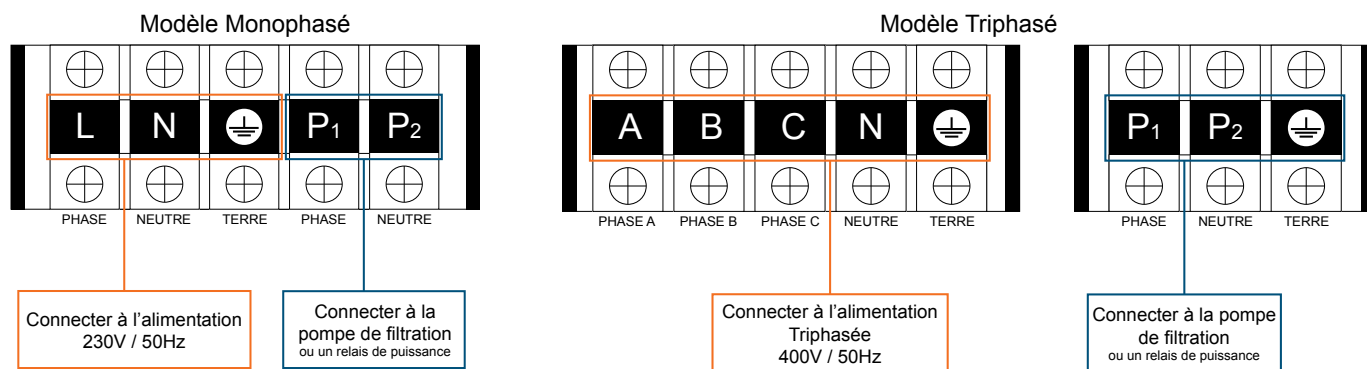 Modèle Monophasé
L N P1 P2
PHASE NEUTRE TERRE PHASE NEUTRE
Connecter à l’alimentation
230V / 50Hz
Connecter à la
pompe de filtration
ou un relais de puissance
Modèle Triphasé
A B C N
PHASE A PHASE B PHASE C NEUTRE TERRE
Connecter à l’alimentation
Triphasée
400V / 50Hz
P1 P2
PHASE NEUTRE TERRE
Connecter à la pompe
de filtration
ou un relais de puissance